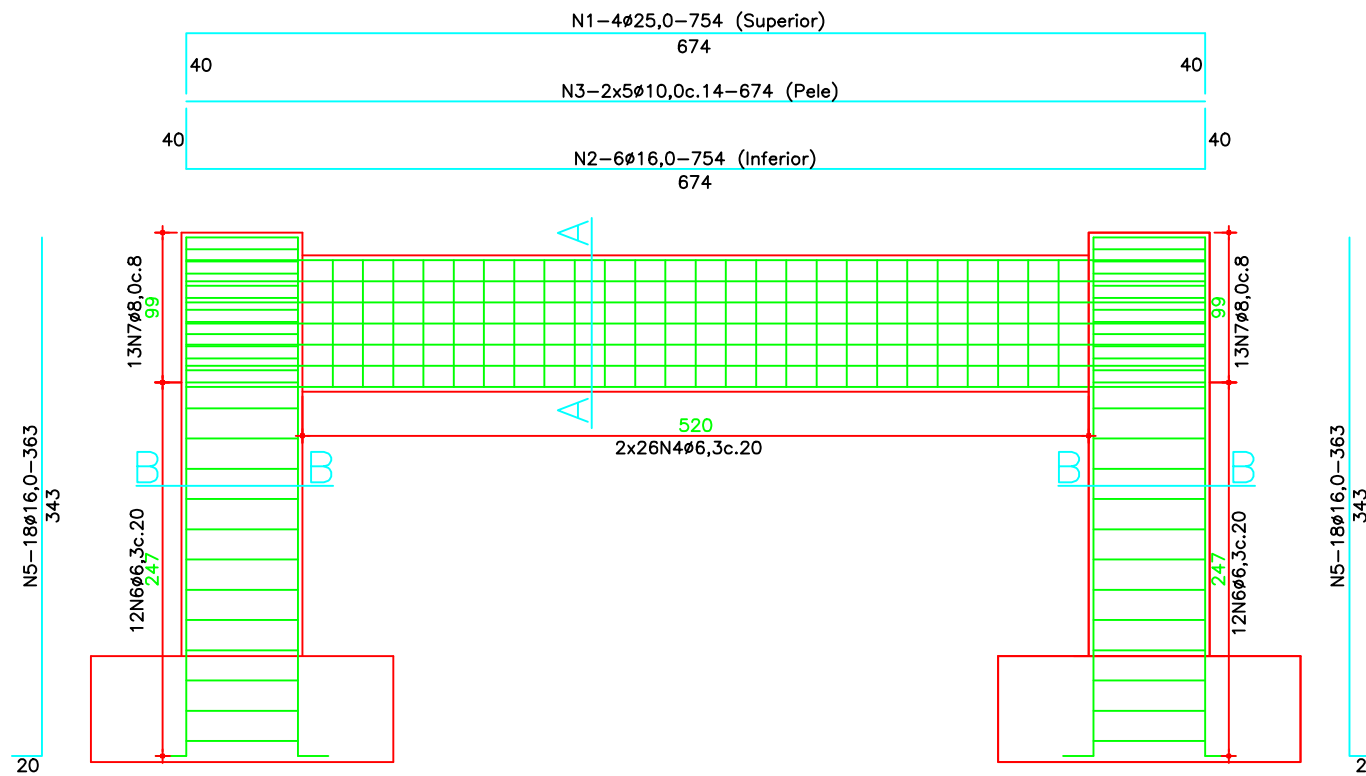 N1-4ø25,0-754 (Superior)
674
40
40
N3-2x5ø10,0c.14-674 (Pele)
40
40
N2-6ø16,0-754 (Inferior)
674
A
13N7ø8,0c.8
99
99
13N7ø8,0c.8
A
520
2x26N4ø6,3c.20
B
B
B
B
N5-18ø16,0-363
343
12N6ø6,3c.20
247
247
12N6ø6,3c.20
N5-18ø16,0-363
343
20